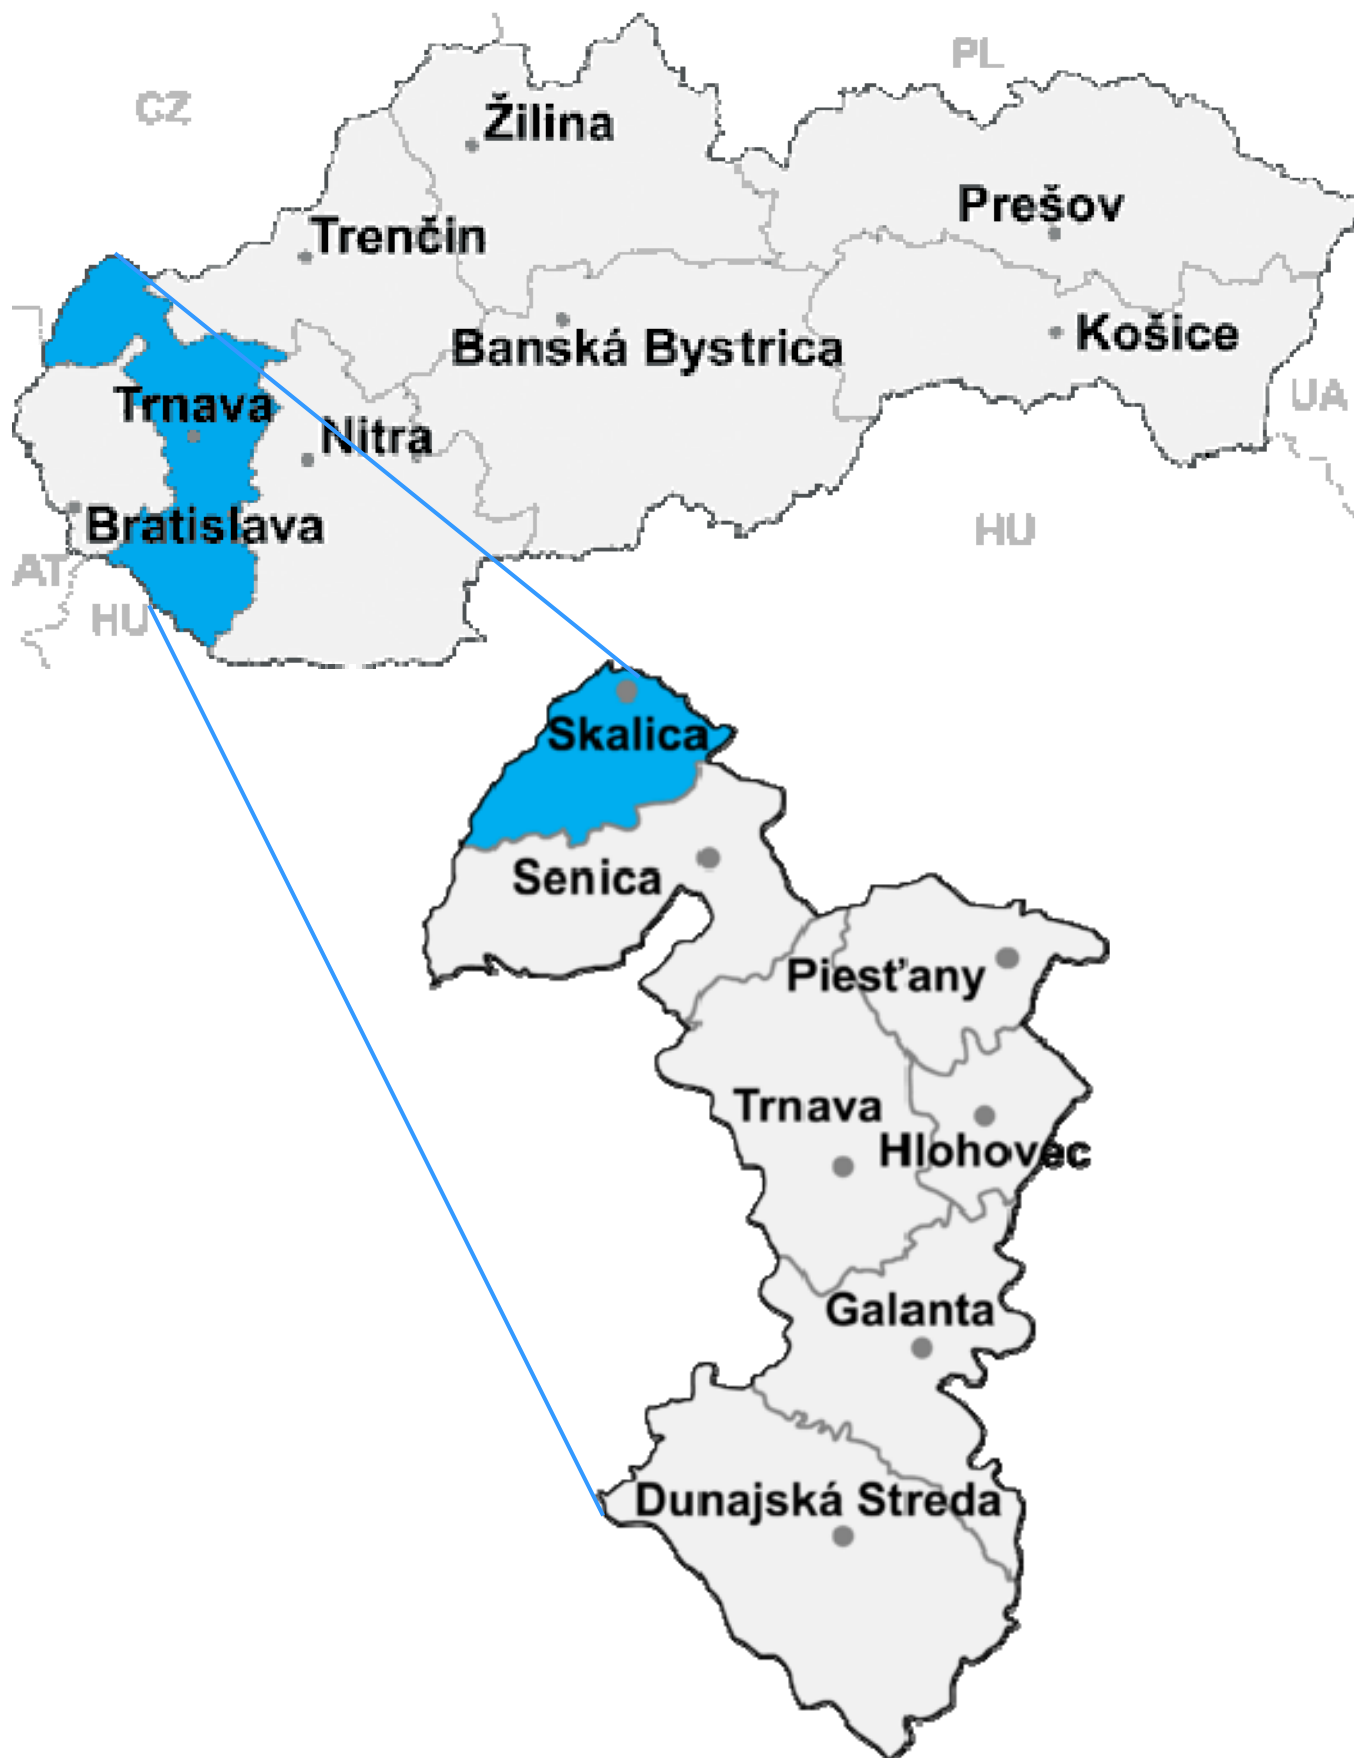 PL
CZ
Žilina
Prešov
Trenčín
Košice
Banská Bystrica
UA
Trnava
Nitra
Bratislava
HU
AT
HU
Skalica
Senica
Piesťany
Trnava
Hlohovec
Galanta
Dunajská Streda